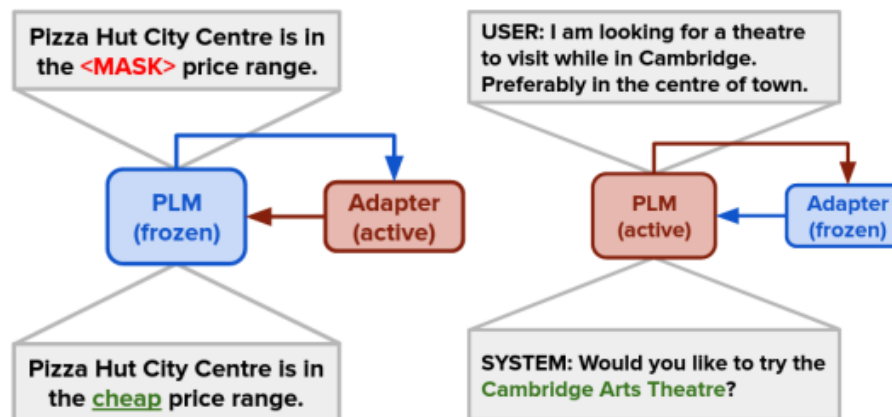 Pizza Hut City Centre is in
the <MASK> price range.
PLM
(frozen)
Adapter
(active)
Pizza Hut City Centre is in
the cheap price range.
USER: I am looking for a theatre
to visit while in Cambridge.
Preferably in the centre of town.
PLM
(active)
Adapter
(frozen)
SYSTEM: Would you like to try the
Cambridge Arts Theatre?